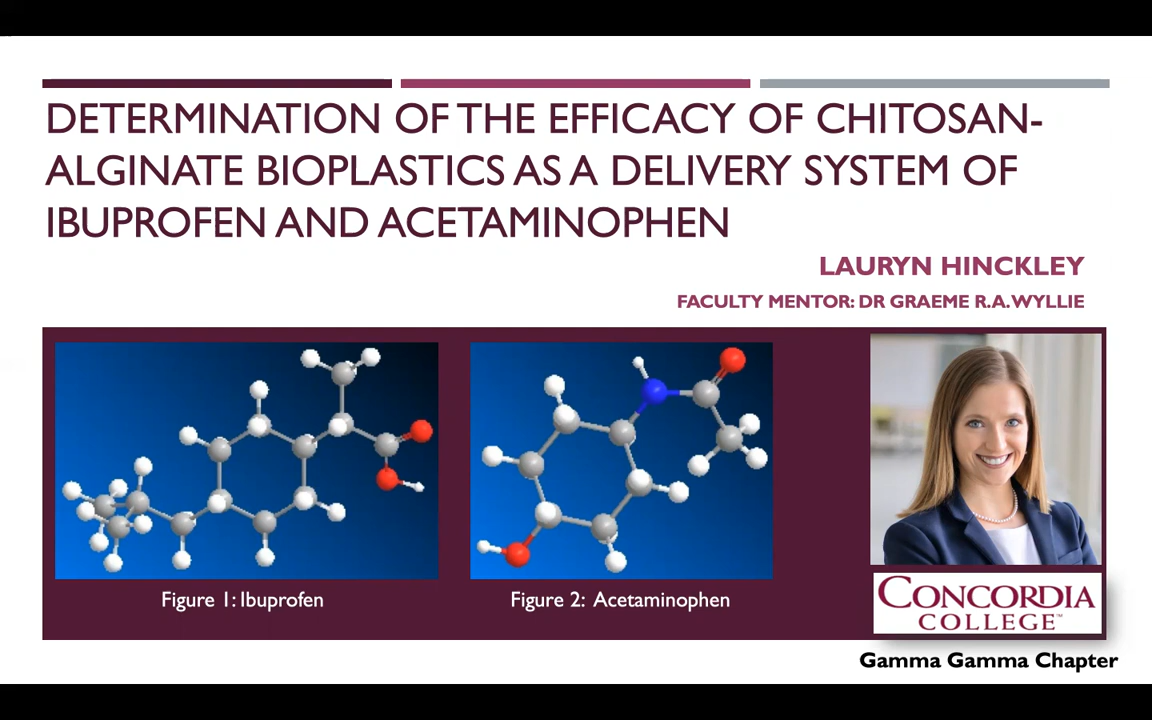 DETERMINATION OF THE EFFICACY OF CHITOSAN-
ALGINATE BIOPLASTICS AS A DELIVERY SYSTEM OF
IBUPROFEN AND ACETAMINOPHEN
LAURYN HINCKLEY
FACULTY MENTOR: DR GRAEME R.A. WYLLIE
Figure 1: Ibuprofen
Figure 2: Acetaminophen
CONCORDIA
COLLEGE™
Gamma Gamma Chapter